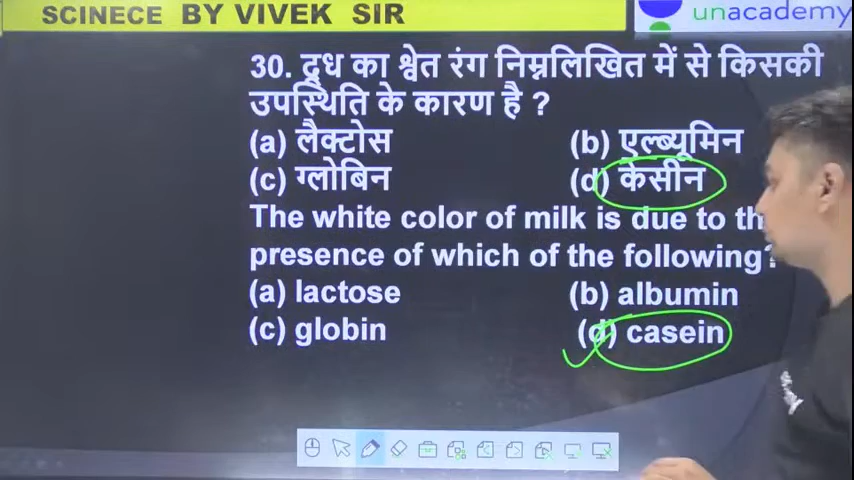 SCINECE BY VIVEK SIR
unacademy
30. दूध का श्वेत रंग निम्नलिखित में से किसकी
उपस्थिति के कारण है ?
(a) लैक्टोस
(b) एल्ब्यूमिन
(c) ग्लोबिन
(d) केसीन
The white color of milk is due to
presence of which of the following?
(a) lactose
(b) albumin
(c) globin
(d) casein